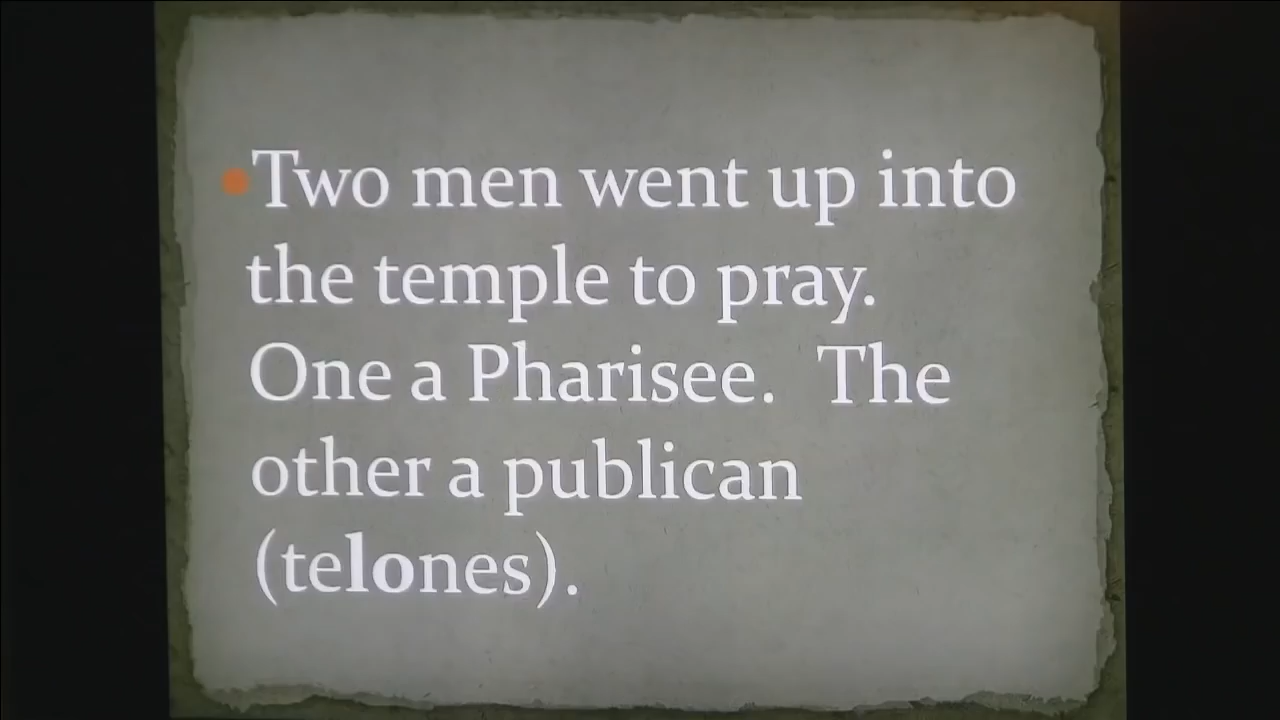 Two men went up into
the temple to pray.
One a Pharisee.  The
other a publican
(telones).